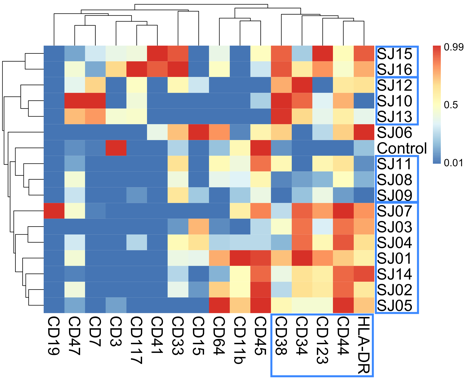 0.99
0.5
0.01
SJ15
SJ16
SJ12
SJ10
SJ13
SJ06
Control
SJ11
SJ08
SJ09
SJ07
SJ03
SJ04
SJ01
SJ14
SJ02
SJ05
CD19
CD47
CD7
CD3
CD117
CD41
CD33
CD15
CD64
CD11b
CD45
CD38
CD34
CD123
CD44
HLA-DR